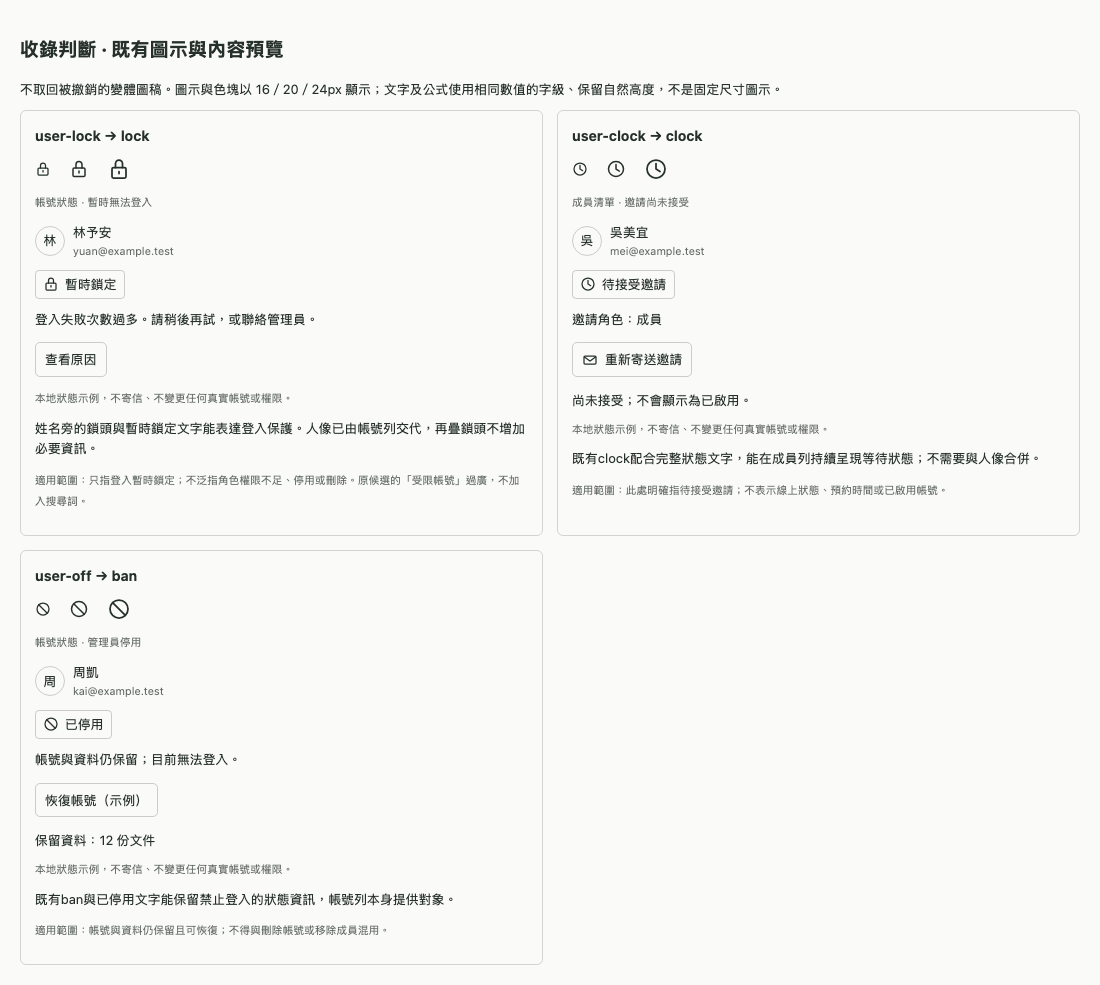 收錄判斷 · 既有圖示與內容預覽
不取回被撤銷的變體圖稿。圖示與色塊以 16 / 20 / 24px 顯示；文字及公式使用相同數值的字級、保留自然高度，不是固定尺寸圖示。
user-lock → lock
帳號狀態 · 暫時無法登入
林
林予安
yuan@example.test
暫時鎖定
登入失敗次數過多。請稍後再試，或聯絡管理員。
查看原因
本地狀態示例，不寄信、不變更任何真實帳號或權限。
姓名旁的鎖頭與暫時鎖定文字能表達登入保護。人像已由帳號列交代，再疊鎖頭不增加
必要資訊。
適用範圍：只指登入暫時鎖定；不泛指角色權限不足、停用或刪除。原候選的「受限帳號」過廣，不加
入搜尋詞。
user-clock → clock
成員清單 · 邀請尚未接受
吳
吳美宜
mei@example.test
待接受邀請
邀請角色：成員
重新寄送邀請
尚未接受；不會顯示為已啟用。
本地狀態示例，不寄信、不變更任何真實帳號或權限。
既有clock配合完整狀態文字，能在成員列持續呈現等待狀態；不需要與人像合併。
適用範圍：此處明確指待接受邀請；不表示線上狀態、預約時間或已啟用帳號。
user-off → ban
帳號狀態 · 管理員停用
周
周凱
kai@example.test
已停用
帳號與資料仍保留；目前無法登入。
恢復帳號（示例）
保留資料：12 份文件
本地狀態示例，不寄信、不變更任何真實帳號或權限。
既有ban與已停用文字能保留禁止登入的狀態資訊，帳號列本身提供對象。
適用範圍：帳號與資料仍保留且可恢復；不得與刪除帳號或移除成員混用。